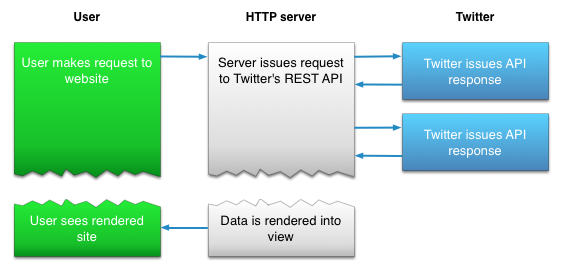 User
HTTP server
Twitter
User makes request to
website
Server issues request
to Twitter's REST API
Twitter issues API
response
Twitter issues API
response
User sees rendered
site
Data is rendered into
view